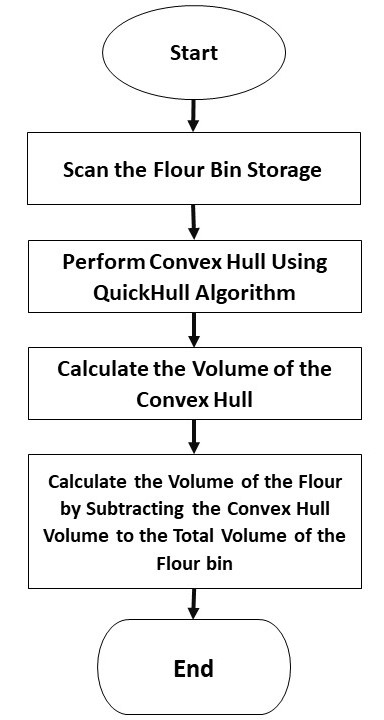 Start
Scan the Flour Bin Storage
Perform Convex Hull Using
QuickHull Algorithm
Calculate the Volume of the
Convex Hull
Calculate the Volume of the Flour
by Subtracting the Convex Hull
Volume to the Total Volume of the
Flour bin
End